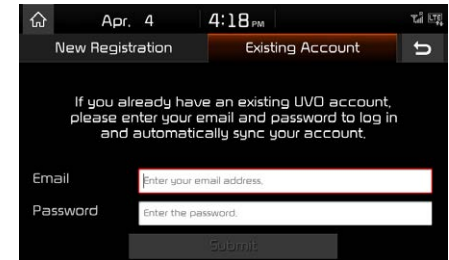 Apr. 4 4:18 PM
New Registration Existing Account
If you already have an existing UVO account,
please enter your email and password to log in
and automatically sync your account.
Email Enter your email address.
Password Enter the password.
Submit